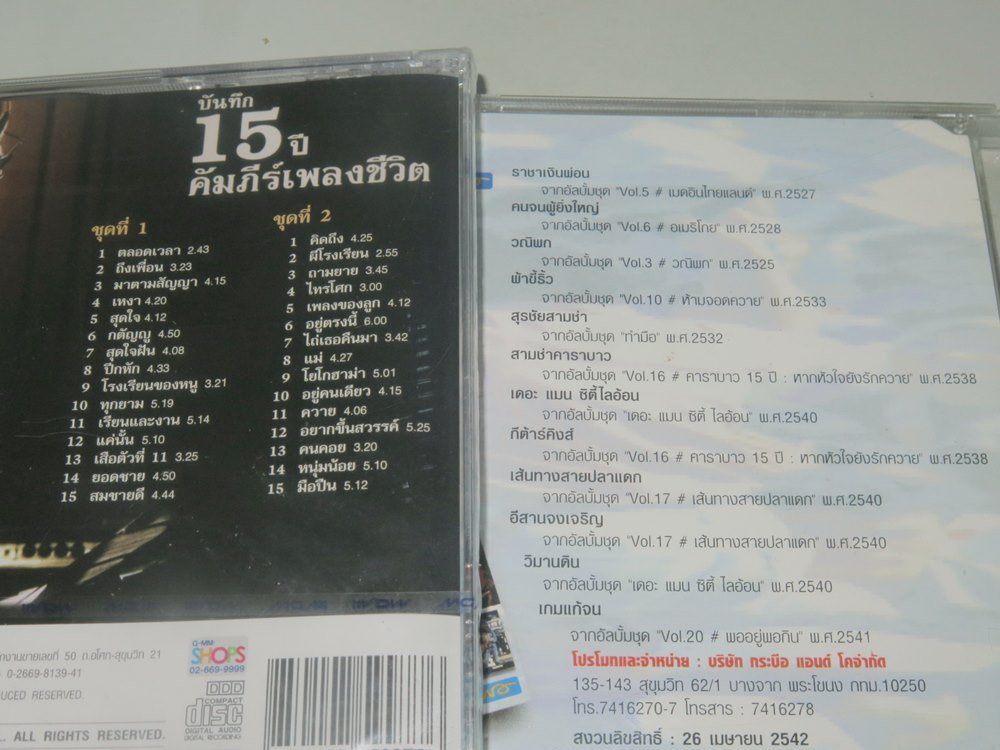 บันทึก
15 ปี
คัมภีร์เพลงชีวิต
ชุดที่ 1
1 ตลอดเวลา 2.43
2 ถึงเพื่อน 3.23
3 มาตามสัญญา 4.15
4 เหงา 4.20
5 สุดใจ 4.12
6 กตัญญู 4.50
7 สุดใจฝัน 4.08
8 ปีกหัก 4.33
9 โรงเรียนของหนู 3.21
10 ทุกยาม 5.19
11 เรียนและงาน 5.14
12 แค่นั้น 5.10
13 เสือตัวที่ 11 3.25
14 ยอดชาย 4.50
15 สมชายดี 4.44
ชุดที่ 2
1 คิดถึง 4.25
2 ผีโรงเรียน 2.55
3 ถามยาย 3.45
4 ไทรโศก 3.00
5 เพลงของลูก 4.12
6 อยู่ตรงนี้ 6.00
7 ไถ่เธอคืนมา 3.42
8 แม่ 4.27
9 โยโกฮาม่า 5.01
10 อยู่คนเดียว 4.15
11 ควาย 4.06
12 อยากขึ้นสวรรค์ 5.25
13 คนคอย 3.20
14 หนุ่มน้อย 5.10
15 มือปืน 5.12
งานขายเลขที่ 50 ถ.อโศก-สุขุมวิท 21
0-2669-8139-41
G-MM
SHOPS
02-669-9999
DUCED RESERVED.
DDD
COMPACT
disc
DIGITAL AUDIO
DIGITAL RECORDING
ALL RIGHTS RESERVED.
ราชาเงินผ่อน
จากอัลบั้มชุด "Vol.5 # เมดอินไทยแลนด์" พ.ศ.2527
คนจนผู้ยิ่งใหญ่
จากอัลบั้มชุด "Vol.6 # อเมริโกย" พ.ศ.2528
วณิพก
จากอัลบั้มชุด "Vol.3 # วณิพก" พ.ศ.2525
ผ้าขี้ริ้ว
จากอัลบั้มชุด "Vol.10 # ห้ามจอดควาย" พ.ศ.2533
สุรชัยสามช่า
จากอัลบั้มชุด "ทำมือ" พ.ศ.2532
สามช่าคาราบาว
จากอัลบั้มชุด "Vol.16 # คาราบาว 15 ปี : หากหัวใจยังรักควาย" พ.ศ.2538
เดอะ แมน ซิตี้ไลอ้อน
จากอัลบั้มชุด "เดอะ แมน ซิตี้ ไลอ้อน" พ.ศ.2540
กีต้าร์คิงส์
จากอัลบั้มชุด "Vol.16 # คาราบาว 15 ปี : หากหัวใจยังรักควาย" พ.ศ.2538
เส้นทางสายปลาแดก
จากอัลบั้มชุด "Vol.17 # เส้นทางสายปลาแดก" พ.ศ.2540
อีสานจงเจริญ
จากอัลบั้มชุด "Vol.17 # เส้นทางสายปลาแดก" พ.ศ.2540
วิมานดิน
จากอัลบั้มชุด "เดอะ แมน ซิตี้ ไลอ้อน" พ.ศ.2540
เกมแก้จน
จากอัลบั้มชุด "Vol.20 # พออยู่พอกิน" พ.ศ.2541
โปรโมทและจำหน่าย : บริษัท กระบือ แอนด์ โคจำกัด
135-143 สุขุมวิท 62/1 บางจาก พระโขนง กทม.10250
โทร.7416270-7 โทรสาร : 7416278
สงวนลิขสิทธิ์ : 26 เมษายน 2542